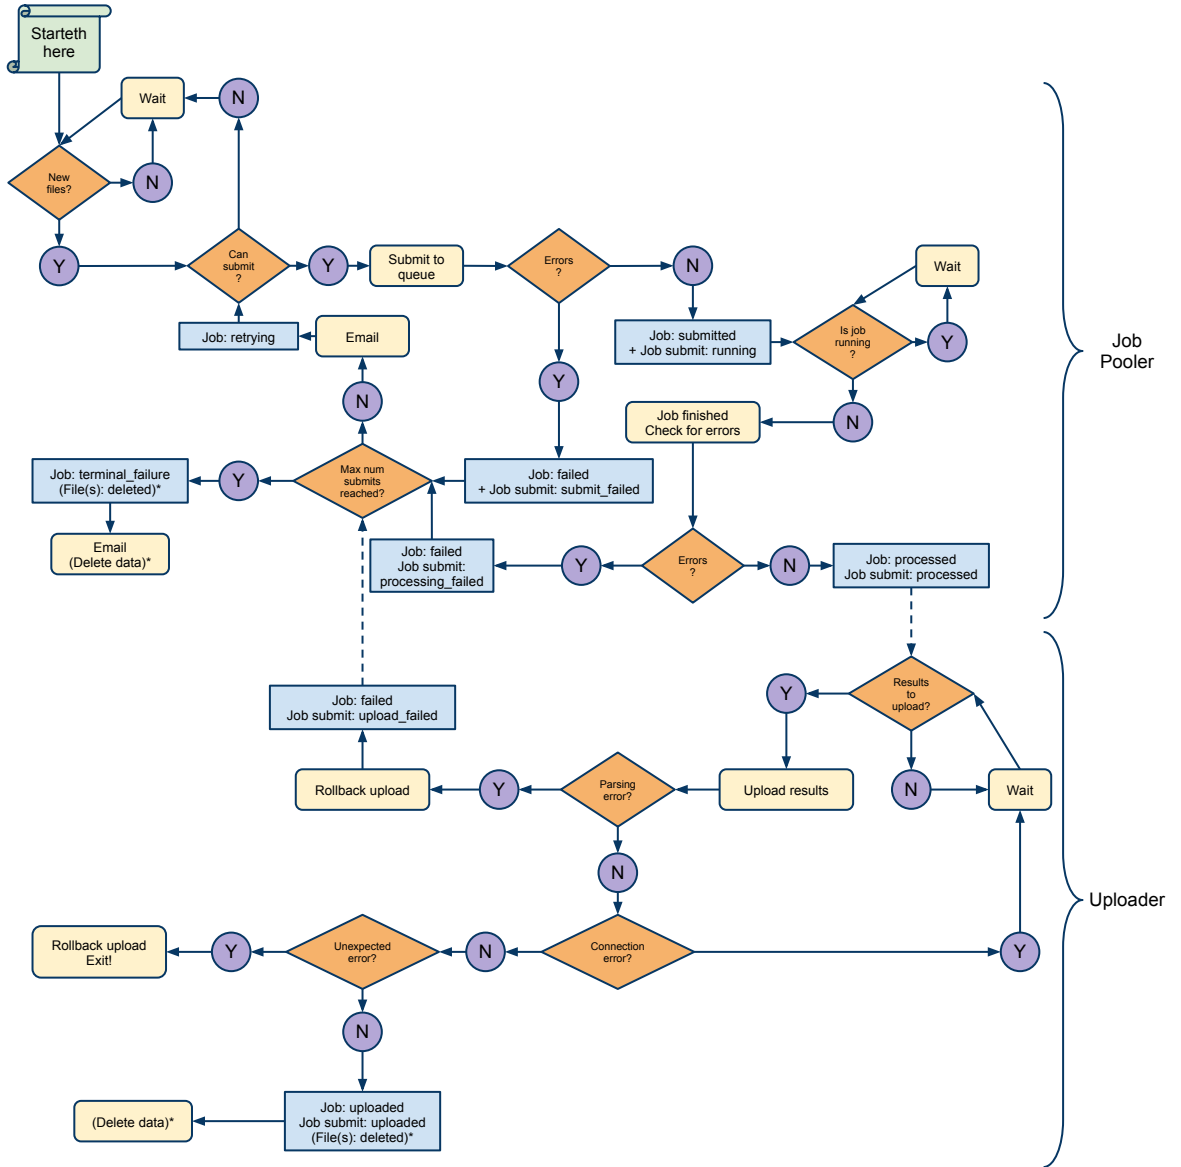 Starteth
here
Wait
N
New
files?
N
Y
Can
submit
?
Y
Submit to
queue
Errors
?
N
Wait
Job: retrying
Email
Job: submitted
+ Job submit: running
Is job
running
?
Y
Job
Pooler
Y
N
Job finished
Check for errors
N
Job: terminal_failure
(File(s): deleted)*
Y
Max num
submits
reached?
Job: failed
+ Job submit: submit_failed
Email
(Delete data)*
Job: failed
Job submit:
processing_failed
Y
Errors
?
N
Job: processed
Job submit: processed
Job: failed
Job submit: upload_failed
Y
Results
to
upload?
Rollback upload
Y
Parsing
error?
Upload results
N
Wait
N
Uploader
Rollback upload
Exit!
Y
Unexpected
error?
N
Connection
error?
Y
N
(Delete data)*
Job: uploaded
Job submit: uploaded
(File(s): deleted)*